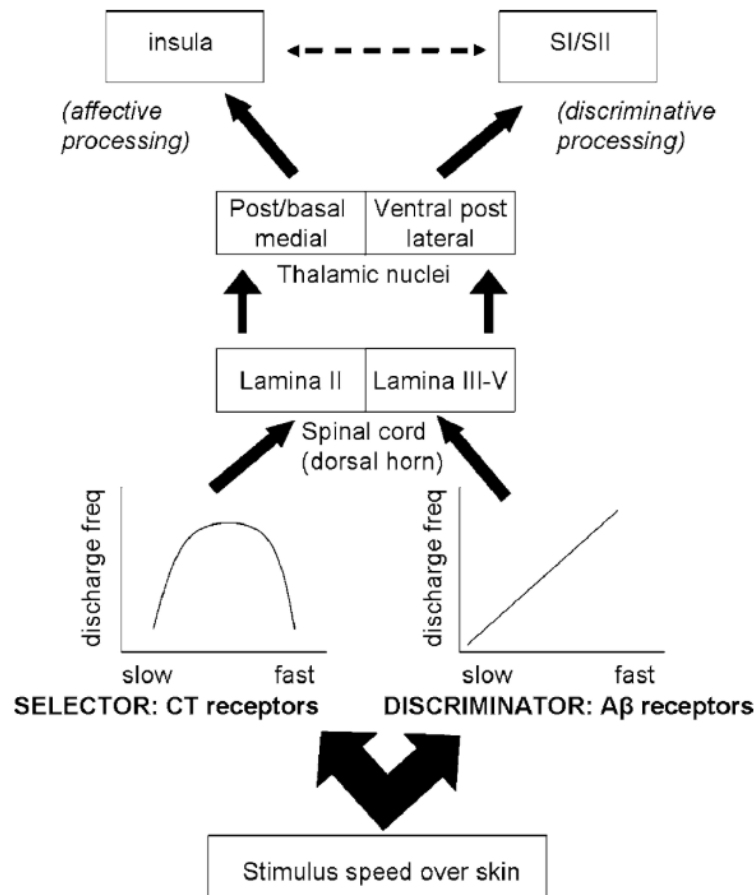 insula
SI/SII
(affective
processing)
(discriminative
processing)
Post/basal
medial
Ventral post
lateral
Thalamic nuclei
Lamina II
Lamina III-V
Spinal cord
(dorsal horn)
discharge freq
slow
fast
SELECTOR: CT receptors
discharge freq
slow
fast
DISCRIMINATOR: Aβ receptors
Stimulus speed over skin